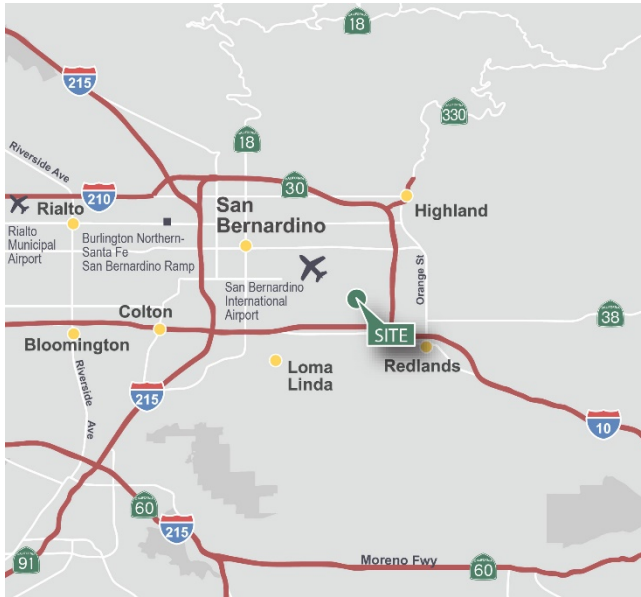 18
215
Riverside Ave
18
330
210
30
Rialto
San
Bernardino
Highland
Rialto
Municipal
Airport
Burlington Northern-
Santa Fe
San Bernardino Ramp
San Bernardino
International
Airport
Orange St
Colton
SITE
38
Bloomington
Loma
Linda
Redlands
Riverside
Ave
215
10
60
215
91
Moreno Fwy
60